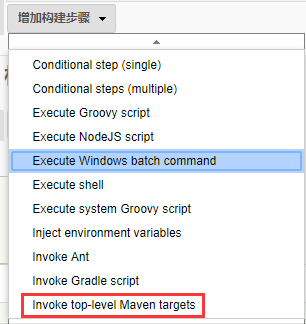 增加构建步骤
Conditional step (single)
Conditional steps (multiple)
Execute Groovy script
Execute NodeJS script
Execute Windows batch command
Execute shell
Execute system Groovy script
Inject environment variables
Invoke Ant
Invoke Gradle script
Invoke top-level Maven targets